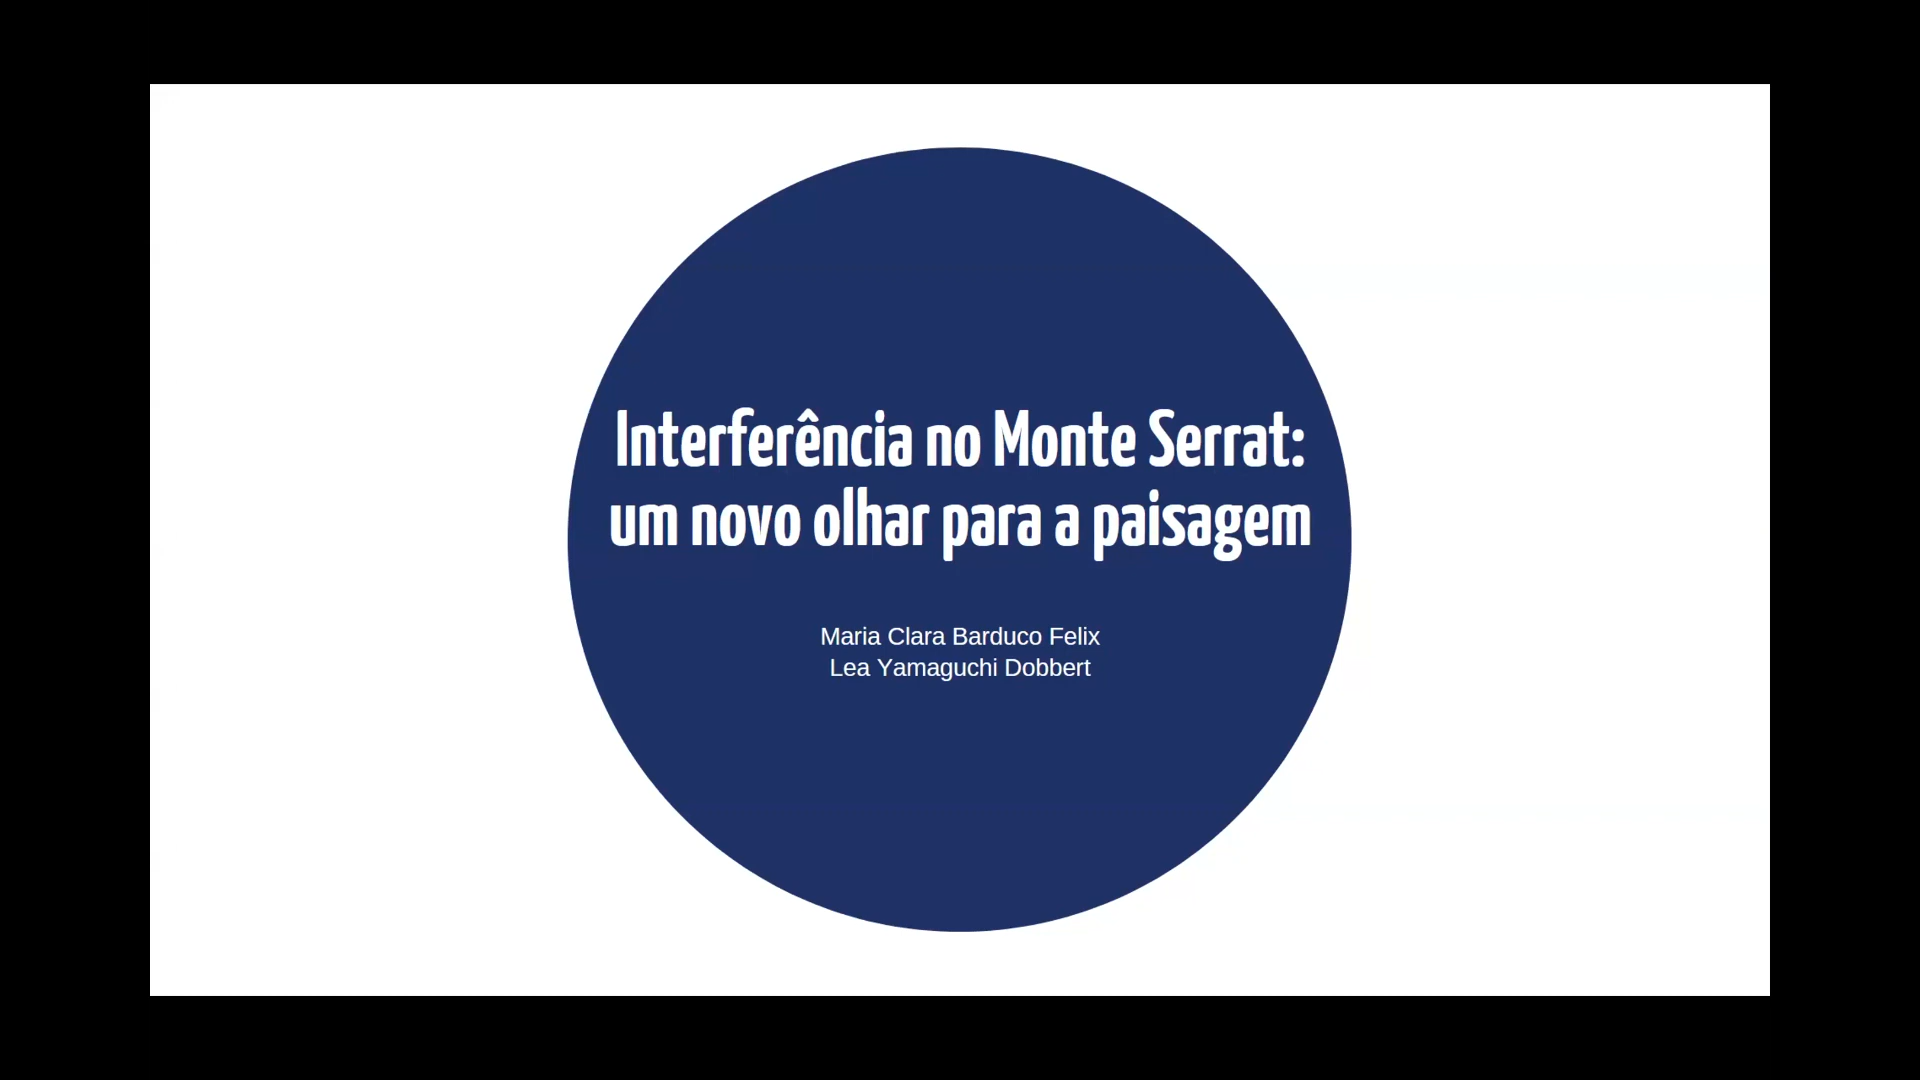 Interferência no Monte Serrat:
um novo olhar para a paisagem
Maria Clara Barduco Felix
Lea Yamaguchi Dobbert